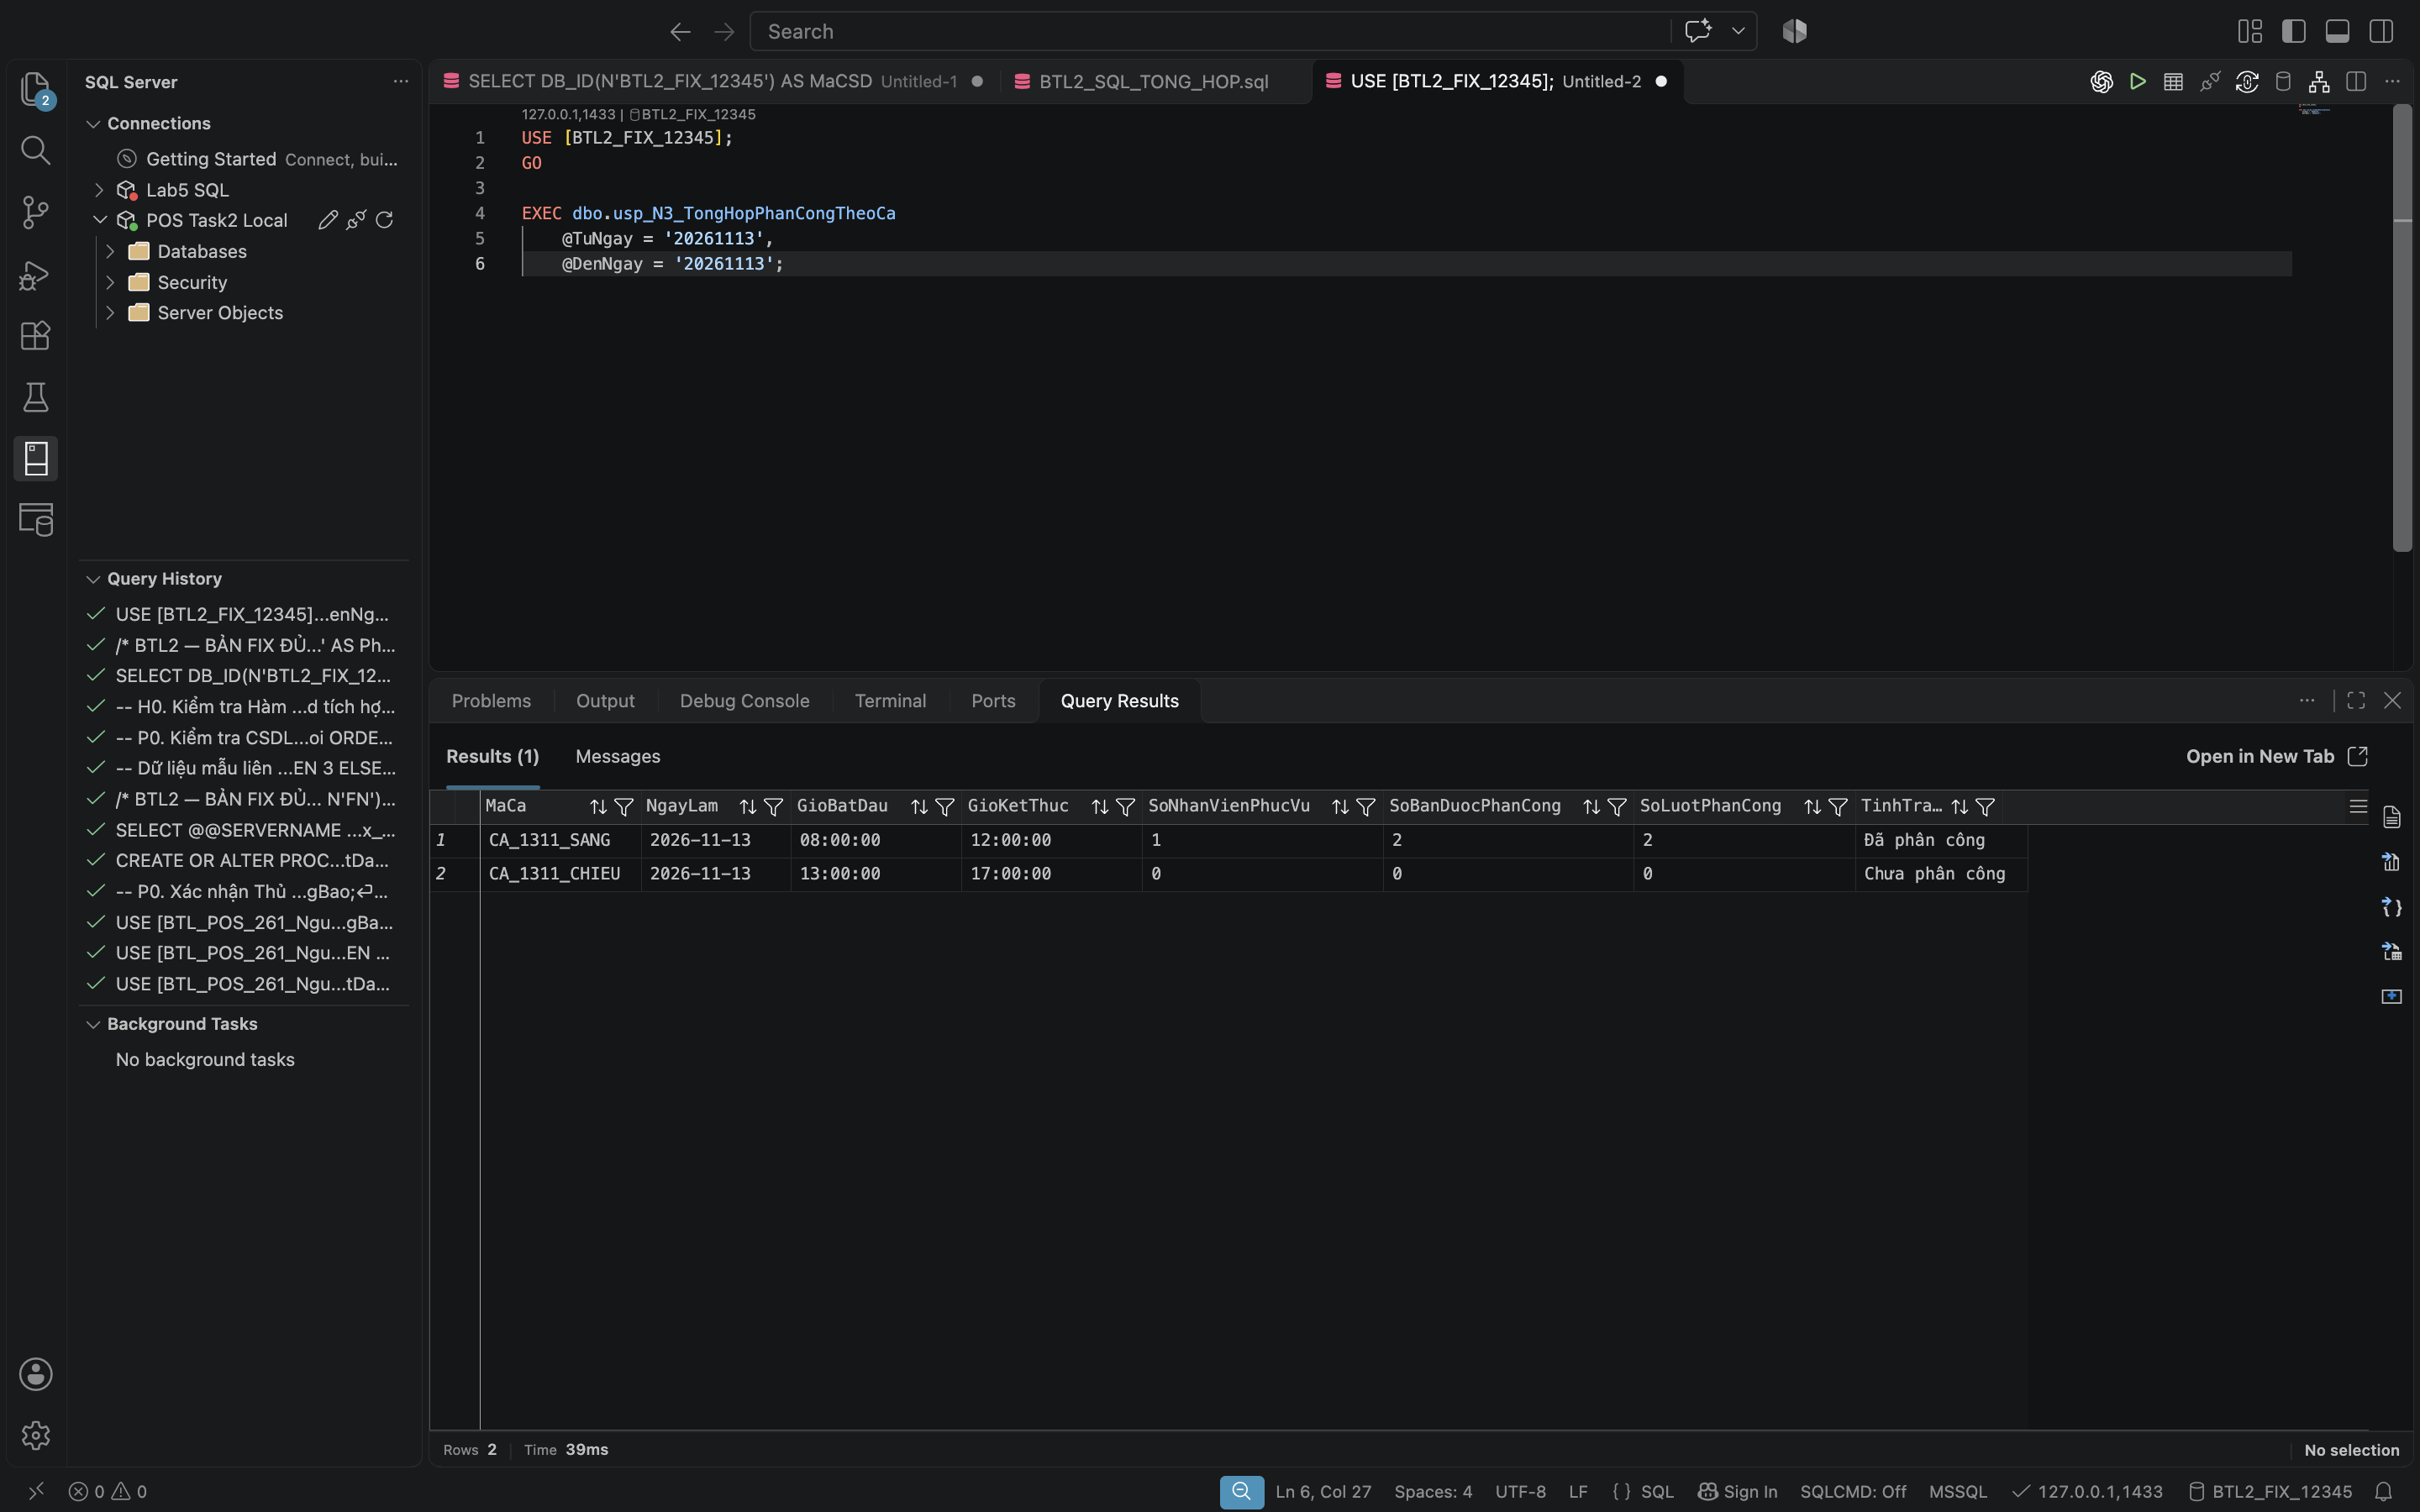 Search
SQL Server
Connections
Getting Started Connect, bui...
Lab5 SQL
POS Task2 Local
Databases
Security
Server Objects
Query History
USE [BTL2_FIX_12345]...enNg...
/* BTL2 — BẢN FIX ĐỦ...' AS Ph...
SELECT DB_ID(N'BTL2_FIX_12...
-- H0. Kiểm tra Hàm ...d tích hợ...
-- P0. Kiểm tra CSDL...oi ORDE...
-- Dữ liệu mẫu liên ...EN 3 ELSE...
/* BTL2 — BẢN FIX ĐỦ... N'FN')...
SELECT @@SERVERNAME ...x_...
CREATE OR ALTER PROC...tDa...
-- P0. Xác nhận Thủ ...gBao;↵...
USE [BTL_POS_261_Ngu...gBa...
USE [BTL_POS_261_Ngu...EN ...
USE [BTL_POS_261_Ngu...tDa...
Background Tasks
No background tasks
2
SELECT DB_ID(N'BTL2_FIX_12345') AS MaCSD Untitled-1
BTL2_SQL_TONG_HOP.sql
USE [BTL2_FIX_12345]; Untitled-2
127.0.0.1,1433 | BTL2_FIX_12345
1 USE [BTL2_FIX_12345];
2 GO
3
4 EXEC dbo.usp_N3_TongHopPhanCongTheoCa
5 @TuNgay = '20261113',
6 @DenNgay = '20261113';
Problems Output Debug Console Terminal Ports Query Results
Results (1) Messages Open in New Tab
MaCa NgayLam GioBatDau GioKetThuc SoNhanVienPhucVu SoBanDuocPhanCong SoLuotPhanCong TinhTra...
1 CA_1311_SANG 2026-11-13 08:00:00 12:00:00 1 2 2 Đã phân công
2 CA_1311_CHIEU 2026-11-13 13:00:00 17:00:00 0 0 0 Chưa phân công
Rows 2 Time 39ms No selection
0 0 Ln 6, Col 27 Spaces: 4 UTF-8 LF { } SQL Sign In SQLCMD: Off MSSQL 127.0.0.1,1433 BTL2_FIX_12345